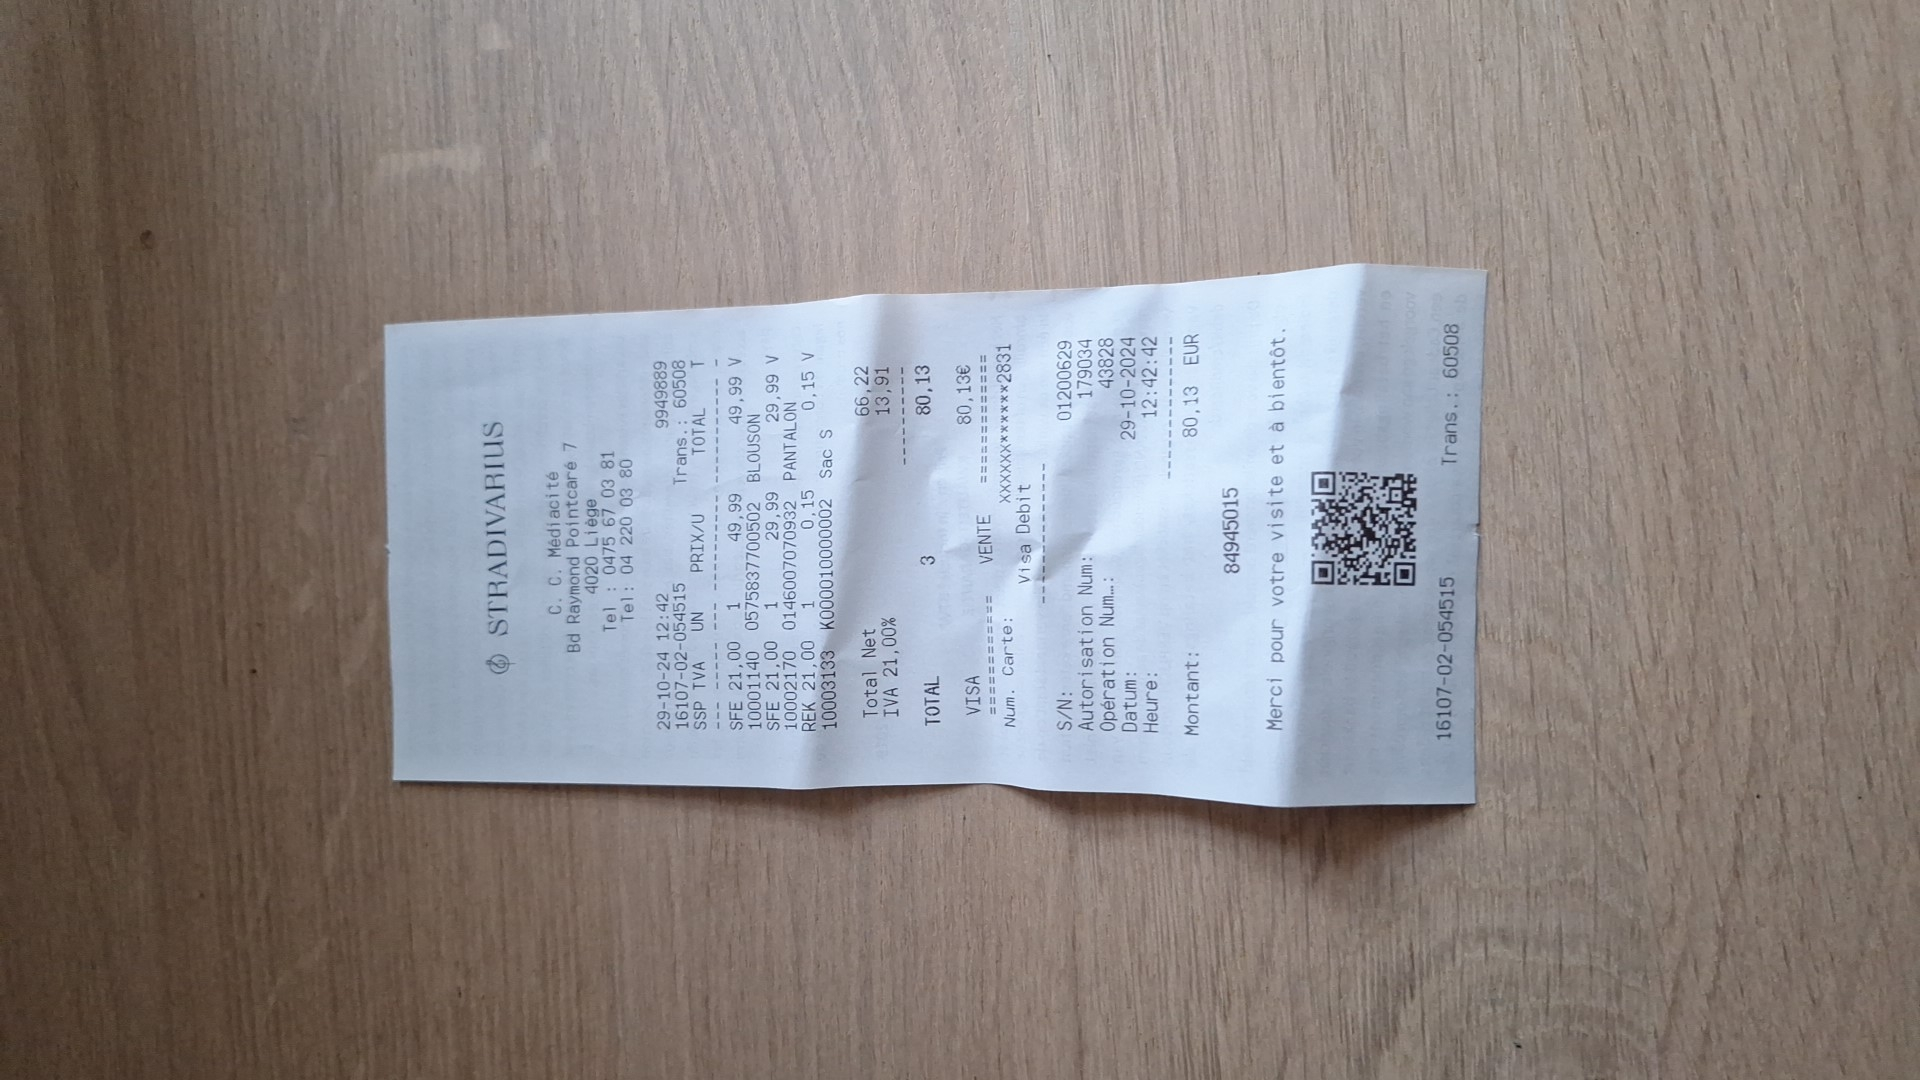 STRADIVARIUS
C. C. Médiacité
Bd Raymond Pointcaré 7
4020 Liège
Tel : 0475 67 03 81
Tel: 04 220 03 80
29-10-24 12:42 9949889
16107-02-054515 Trans.: 60508
SSP TVA UN PRIX/U TOTAL T
--- ------ --- ---------- ----------- -
SFE 21,00 1 49,99 49,99 V
10001140 0575837700502 BLOUSON
SFE 21,00 1 29,99 29,99 V
10002170 0146007070932 PANTALON
REK 21,00 1 0,15 0,15 V
10003133 K0000100000002 Sac S
Total Net 66,22
IVA 21,00% 13,91
----------
TOTAL 3 80,13
VISA 80,13€
=========== VENTE ============
Num. Carte: XXXXXX*********2831
Visa Debit
---------------
S/N: 01200629
Autorisation Num: 179034
Opération Num…: 43828
Datum: 29-10-2024
Heure: 12:42:42
---------------
Montant: 80,13 EUR
84945015
Merci pour votre visite et à bientôt.
16107-02-054515 Trans.: 60508